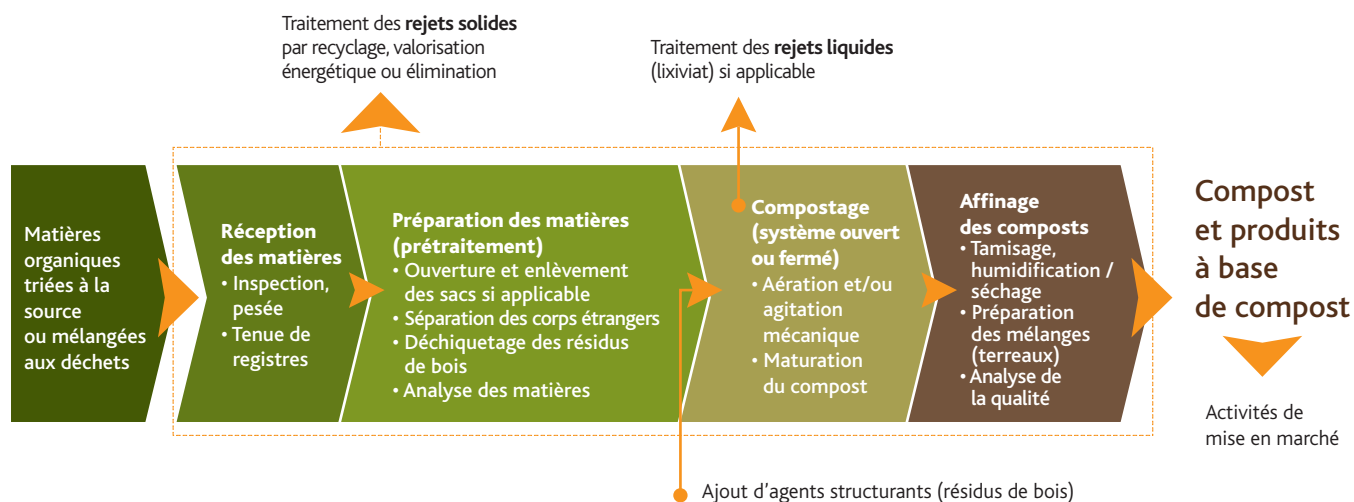 Traitement des rejets solides
par recyclage, valorisation
énergétique ou élimination
Traitement des rejets liquides
(lixiviat) si applicable
Matières
organiques
triées à la
source
ou mélangées
aux déchets
Réception
des matières
• Inspection,
pesée
• Tenue de
registres
Préparation des matières
(prétraitement)
• Ouverture et enlèvement
des sacs si applicable
• Séparation des corps étrangers
• Déchiquetage des résidus
de bois
• Analyse des matières
Compostage
(système ouvert
ou fermé)
• Aération et/ou
agitation
mécanique
• Maturation
du compost
Affinage
des composts
• Tamisage,
humidification /
séchage
• Préparation
des mélanges
(terreaux)
• Analyse de
la qualité
Compost
et produits
à base
de compost
Activités de
mise en marché
Ajout d'agents structurants (résidus de bois)